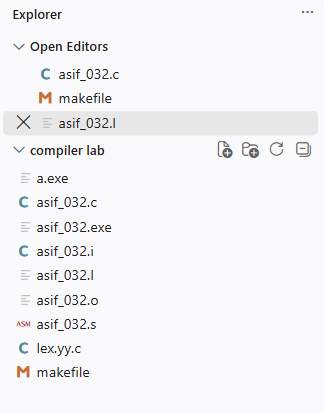 Explorer
Open Editors
C asif_032.c
M makefile
asif_032.l
compiler lab
a.exe
C asif_032.c
asif_032.exe
C asif_032.i
asif_032.l
asif_032.o
ASM asif_032.s
C lex.yy.c
M makefile